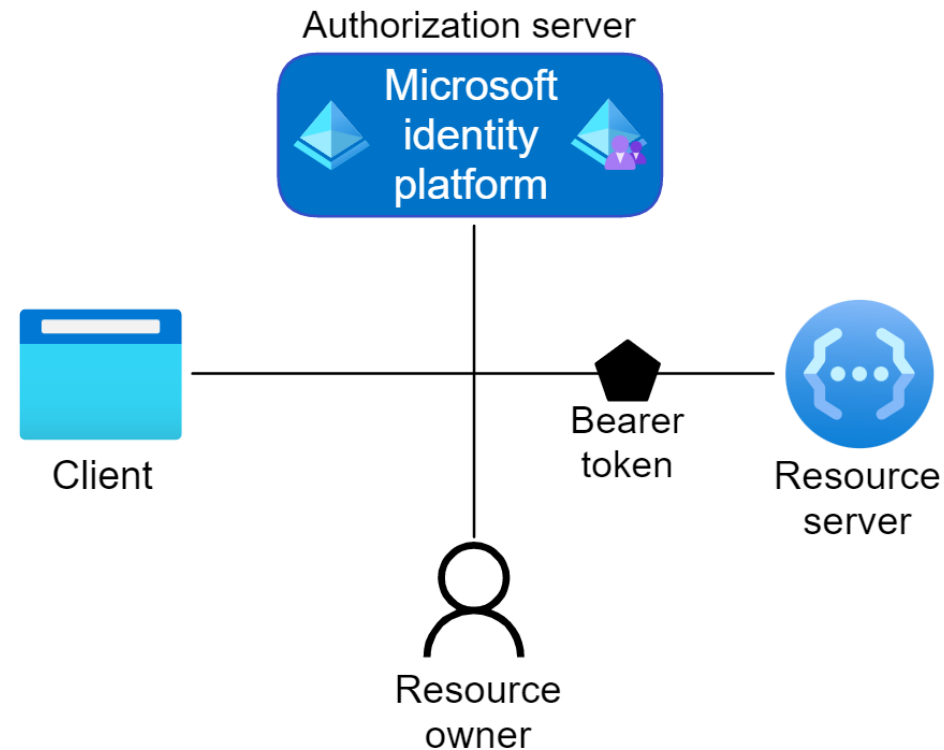 Authorization server
Microsoft
identity
platform
Bearer
token
Client
Resource
server
Resource
owner